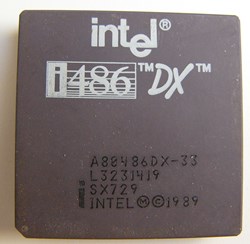 intel
i486™DX™
A80486DX-33
L3231419
SX729
INTEL Ⓜ © 1989